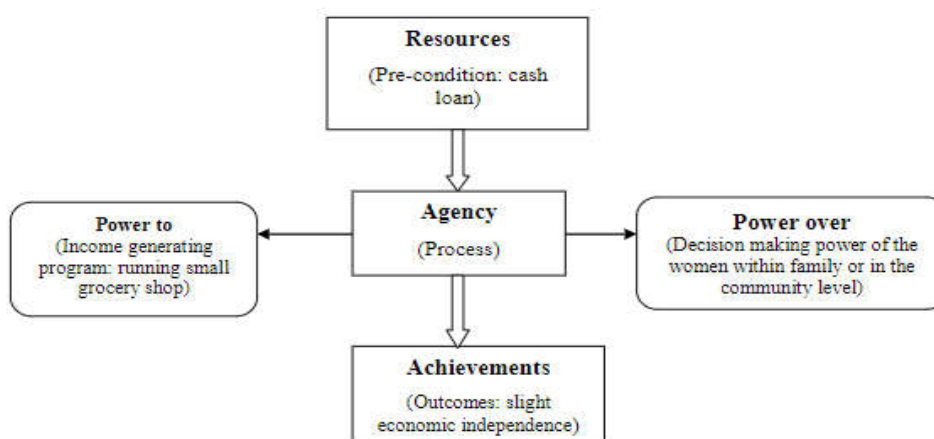 Resources
(Pre-condition: cash
loan)
Agency
(Process)
Power to
(Income generating
program: running small
grocery shop)
Power over
(Decision making power of the
women within family or in the
community level)
Achievements
(Outcomes: slight
economic independence)